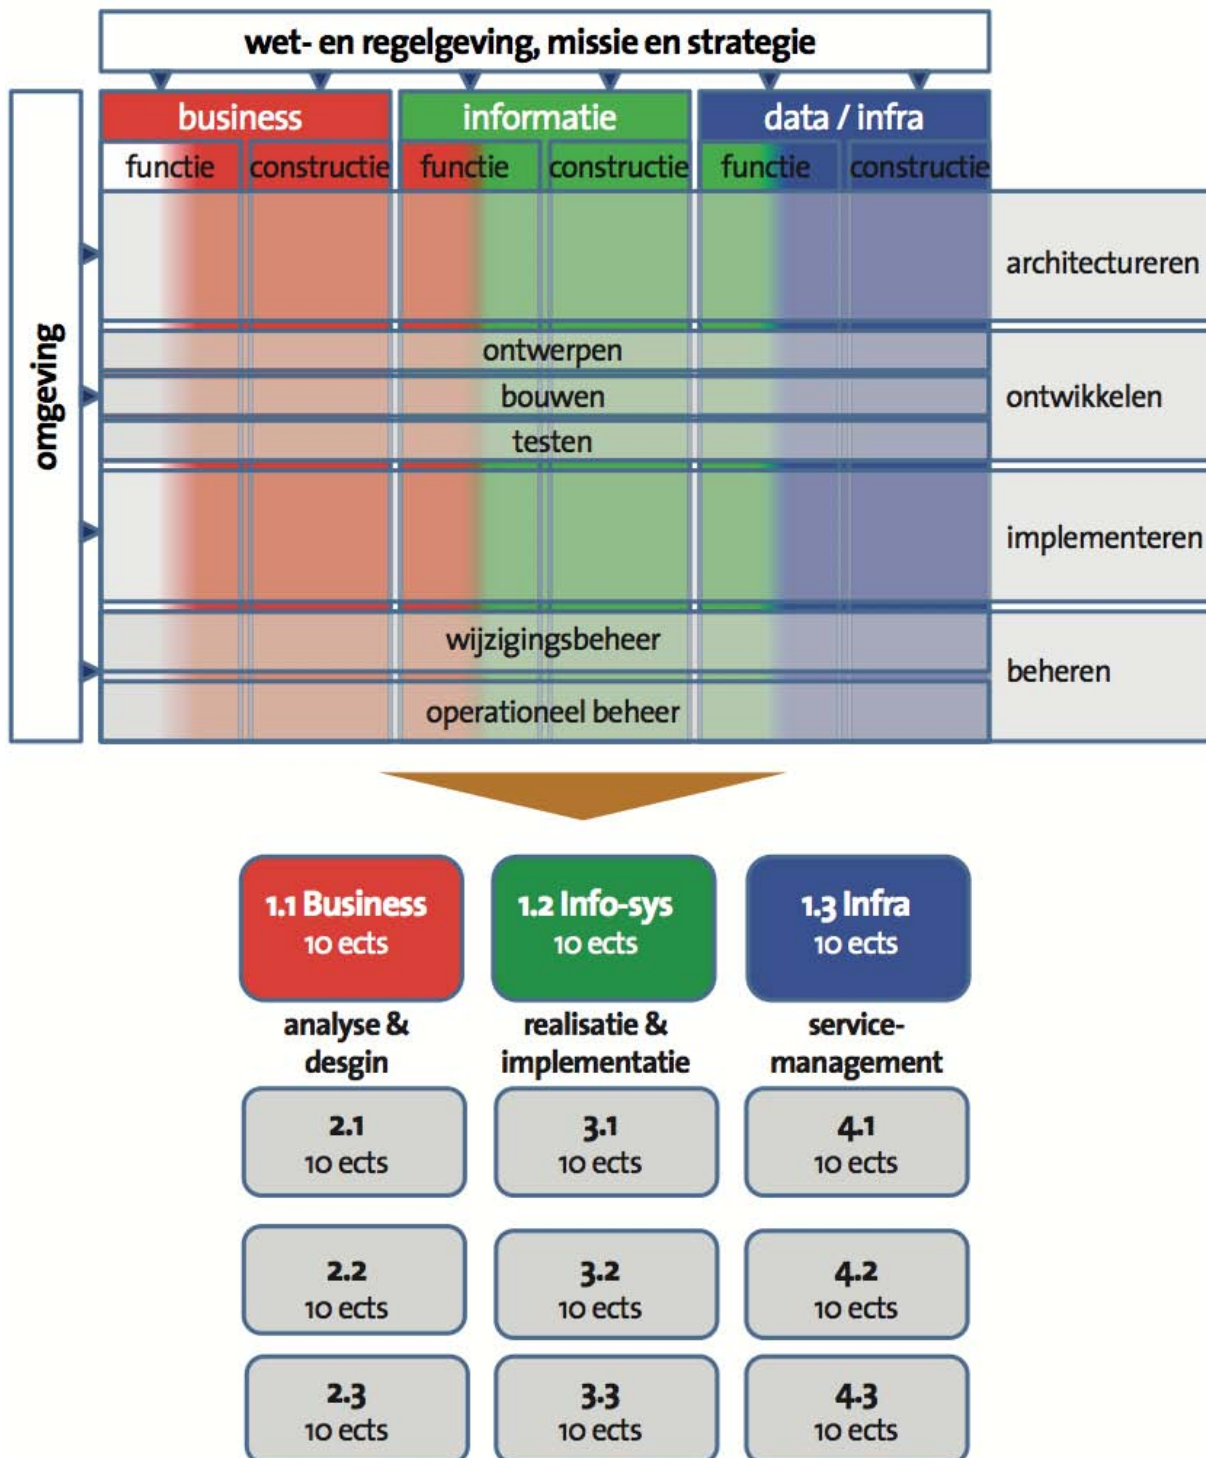 wet- en regelgeving, missie en strategie
business informatie data / infra
functie constructie functie constructie functie constructie
omgeving
architectureren
ontwerpen
bouwen
testen
ontwikkelen
implementeren
wijzigingsbeheer
operationeel beheer
beheren
1.1 Business
10 ects
1.2 Info-sys
10 ects
1.3 Infra
10 ects
analyse &
desgin
realisatie &
implementatie
service-
management
2.1
10 ects
3.1
10 ects
4.1
10 ects
2.2
10 ects
3.2
10 ects
4.2
10 ects
2.3
10 ects
3.3
10 ects
4.3
10 ects